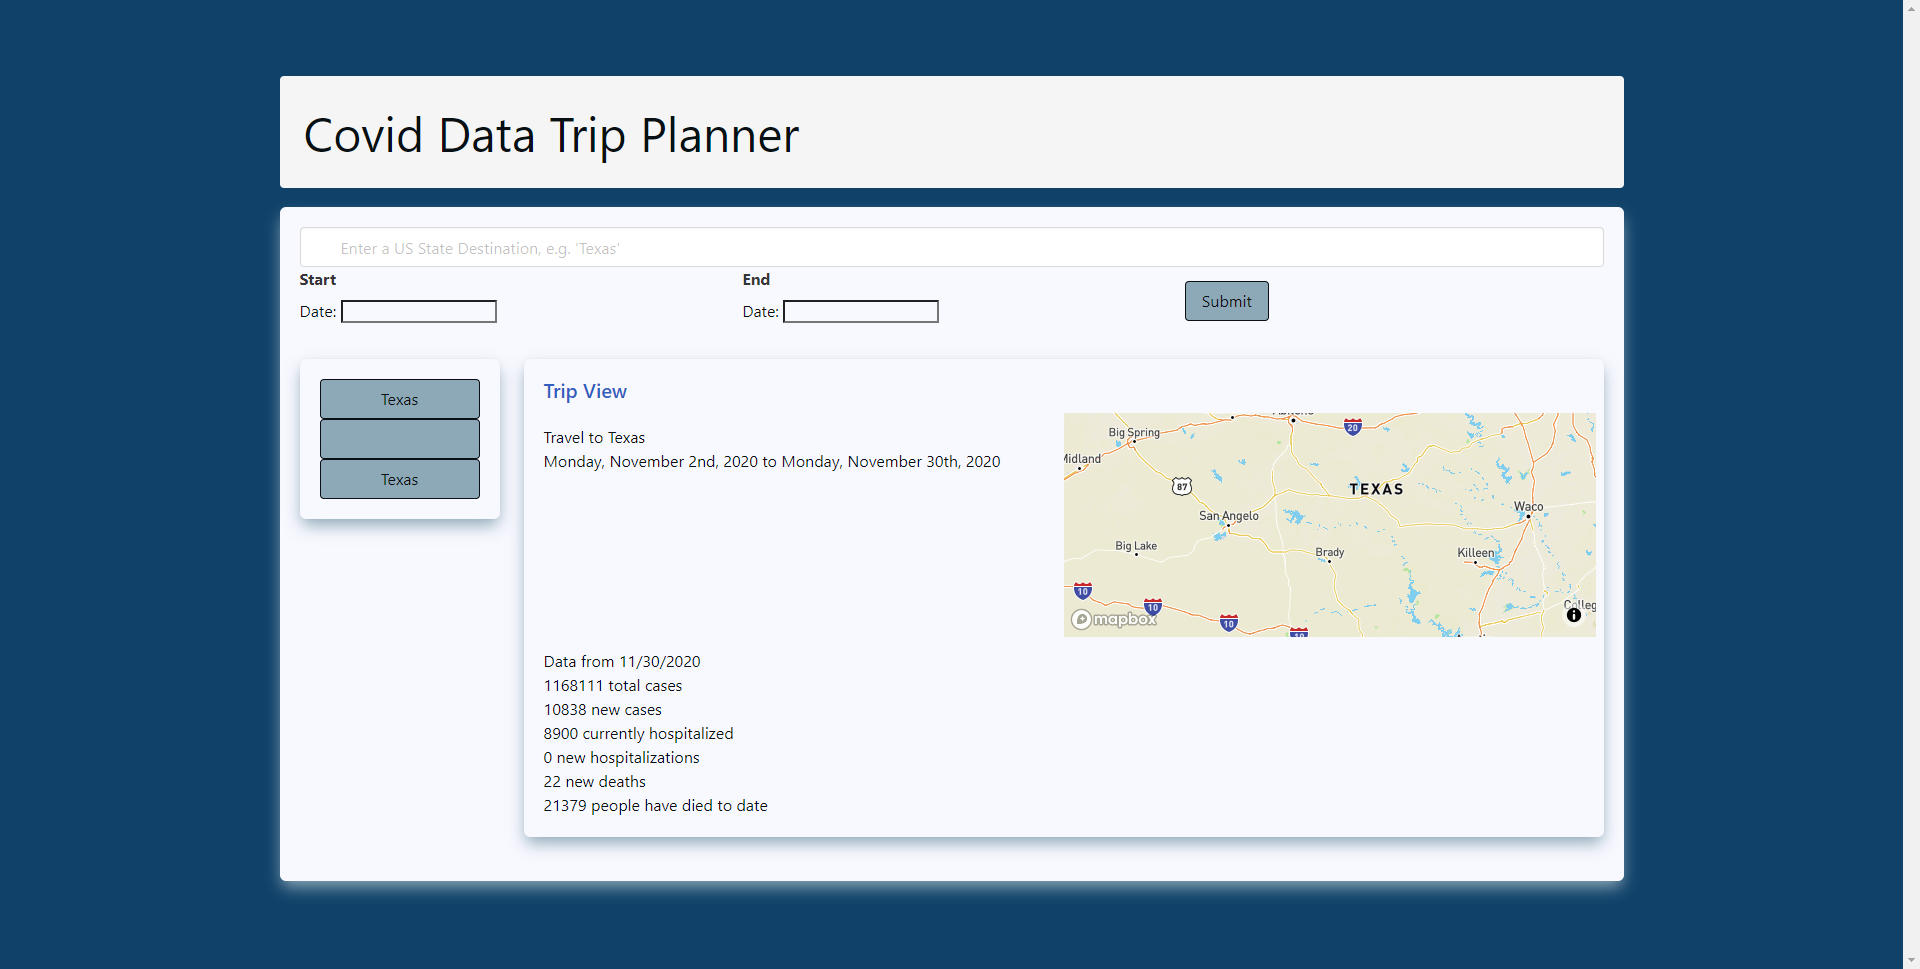 Covid Data Trip Planner
Enter a US State Destination, e.g. 'Texas'
Start
End
Date:
Date:
Submit
Texas
Texas
Trip View
Travel to Texas
Monday, November 2nd, 2020 to Monday, November 30th, 2020
Big Spring
20
Midland
87
TEXAS
San Angelo
Waco
Big Lake
Brady
Killeen
10
10
10
10
mapbox
Data from 11/30/2020
1168111 total cases
10838 new cases
8900 currently hospitalized
0 new hospitalizations
22 new deaths
21379 people have died to date